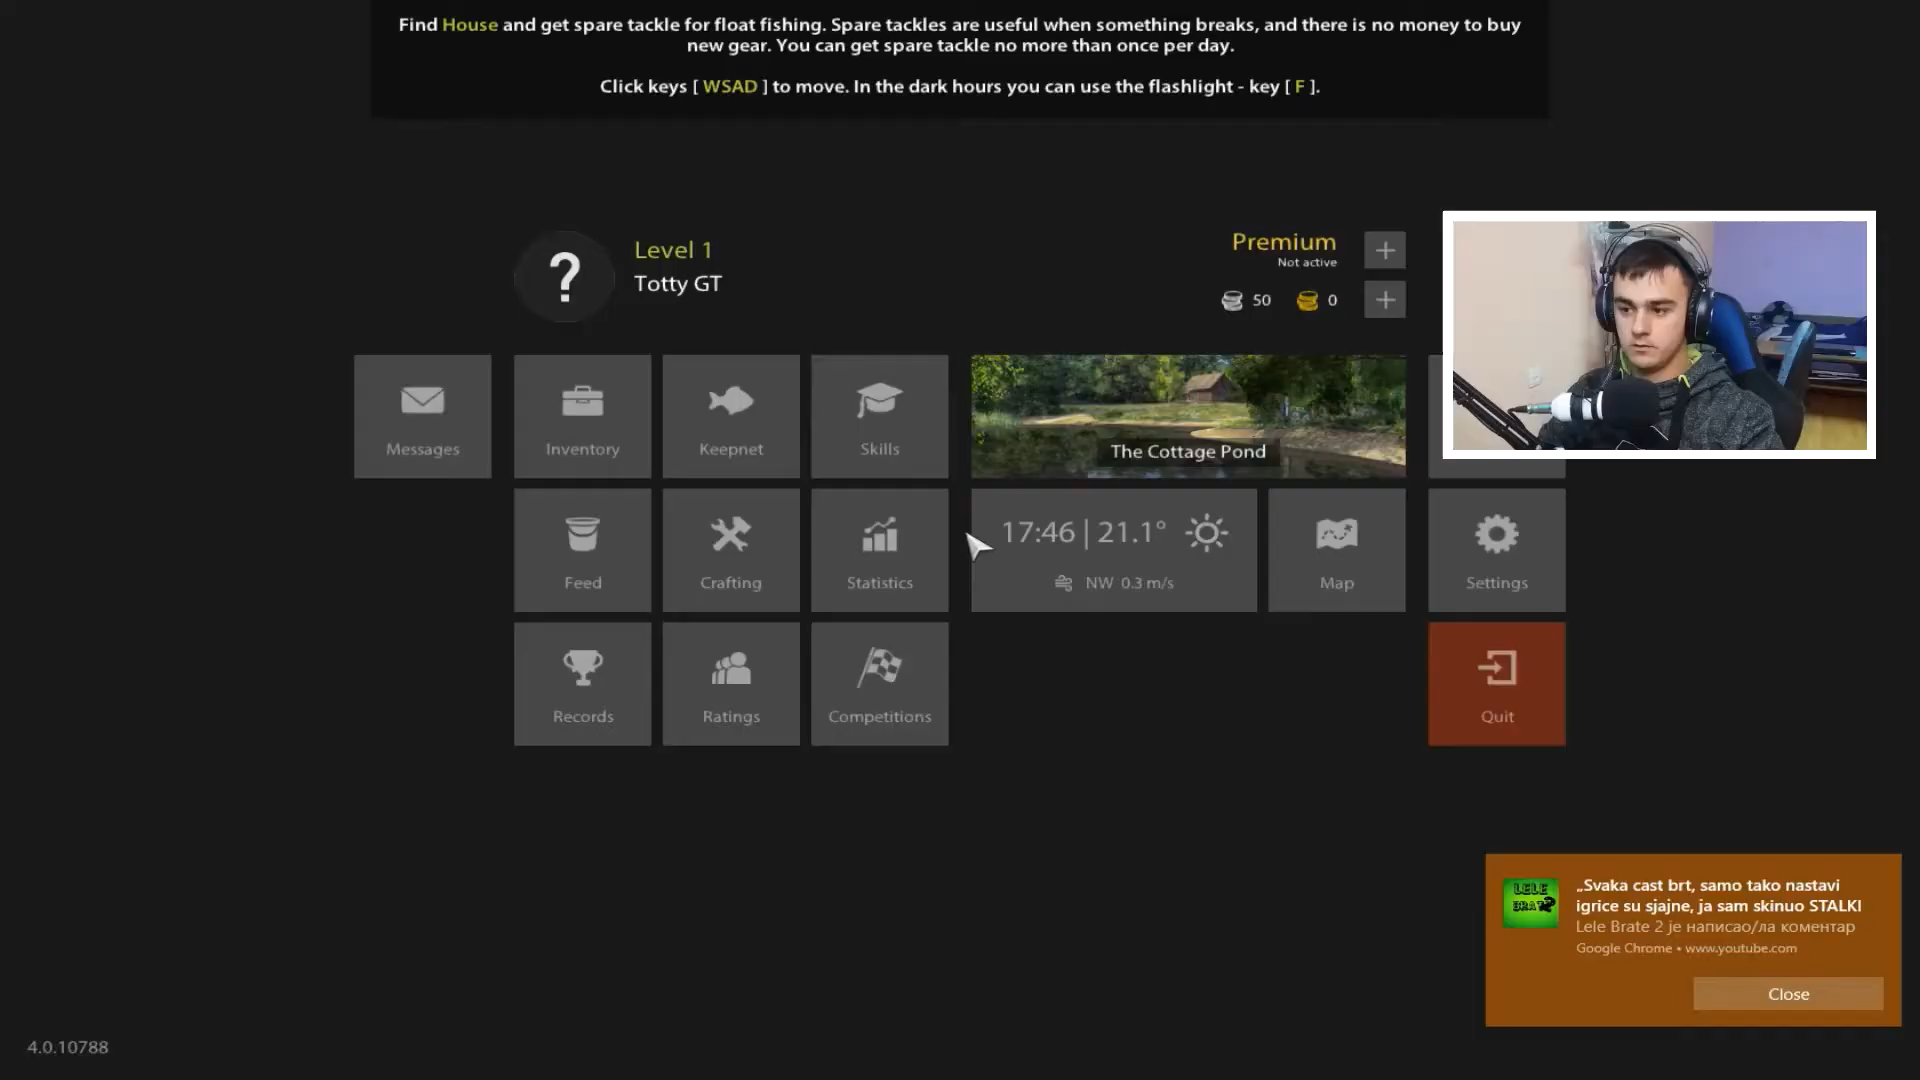 Find House and get spare tackle for float fishing. Spare tackles are useful when something breaks, and there is no money to buy
new gear. You can get spare tackle no more than once per day.
Click keys [ WSAD ] to move. In the dark hours you can use the flashlight - key [ F ].
?
Level 1
Totty GT
Premium
Not active
+
50
0
+
Messages
Inventory
Keepnet
Skills
The Cottage Pond
Feed
Crafting
Statistics
17:46 | 21.1°
NW 0.3 m/s
Map
Settings
Records
Ratings
Competitions
Quit
LELE
BRATE 2
„Svaka cast brt, samo tako nastavi
igrice su sjajne, ja sam skinuo STALKI
Lele Brate 2 је написао/ла коментар
Google Chrome • www.youtube.com
Close
4.0.10788